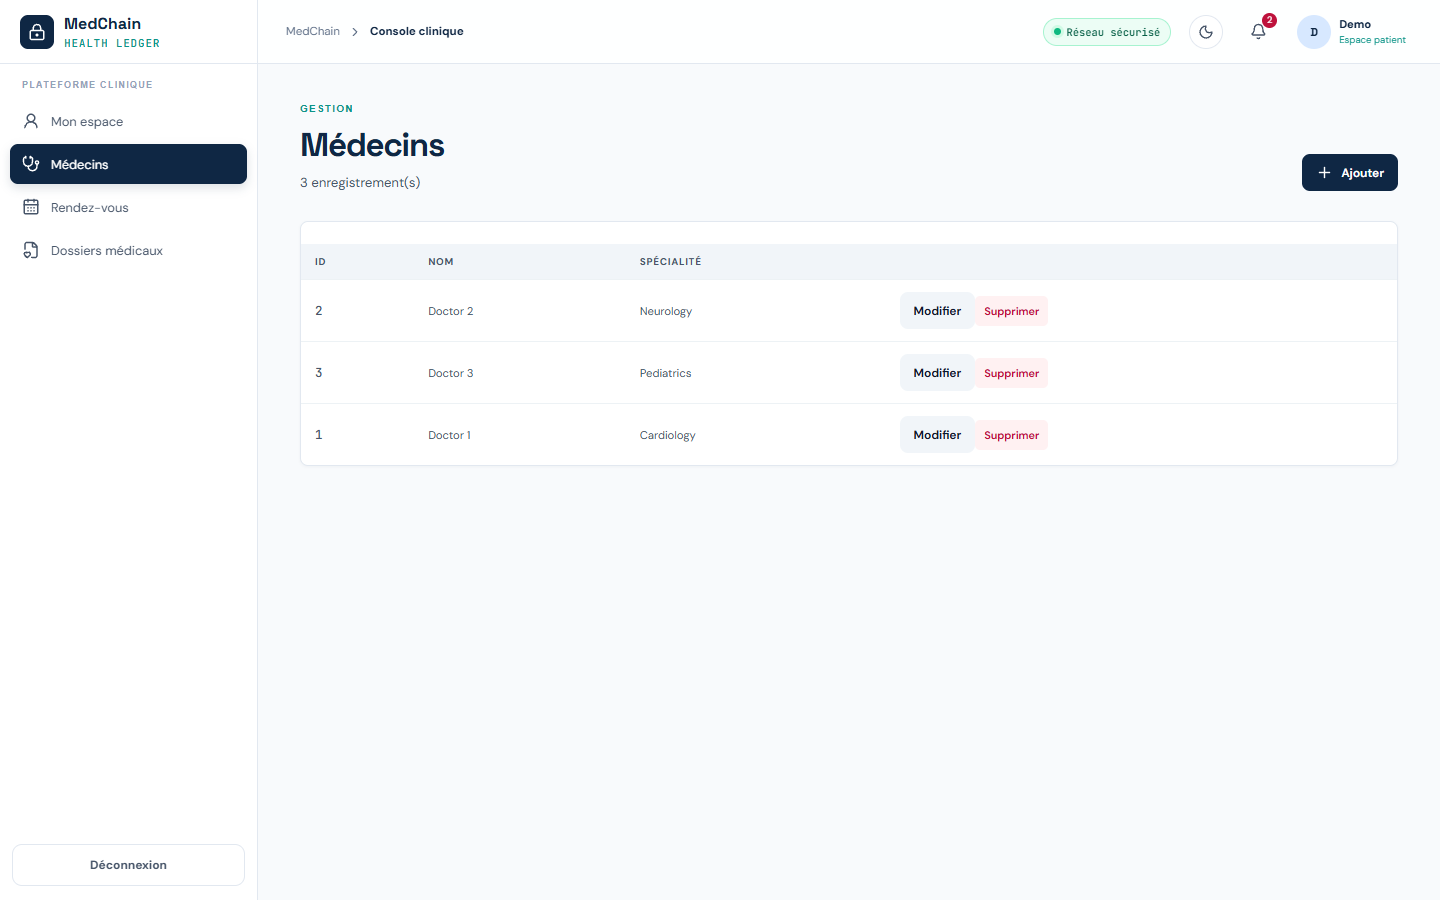 MedChain
HEALTH LEDGER
PLATEFORME CLINIQUE
Mon espace
Médecins
Rendez-vous
Dossiers médicaux
Déconnexion
MedChain > Console clinique
Réseau sécurisé
2
D
Demo
Espace patient
GESTION
Médecins
3 enregistrement(s)
Ajouter
ID NOM SPÉCIALITÉ
2 Doctor 2 Neurology Modifier Supprimer
3 Doctor 3 Pediatrics Modifier Supprimer
1 Doctor 1 Cardiology Modifier Supprimer